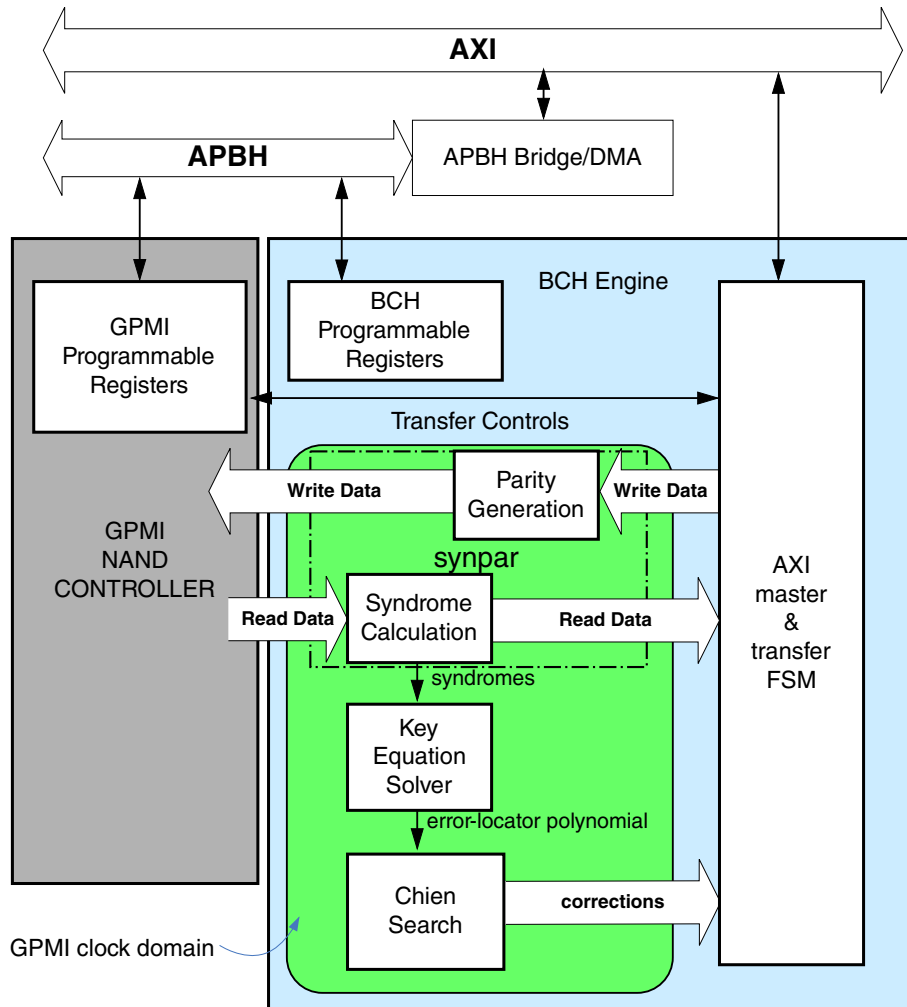 AXI
APBH
APBH Bridge/DMA
BCH Engine
GPMI
Programmable
Registers
BCH
Programmable
Registers
Transfer Controls
Write Data
Parity
Generation
Write Data
synpar
GPMI
NAND
CONTROLLER
Read Data
Syndrome
Calculation
Read Data
AXI
master
&
transfer
FSM
syndromes
Key
Equation
Solver
error-locator polynomial
Chien
Search
corrections
GPMI clock domain